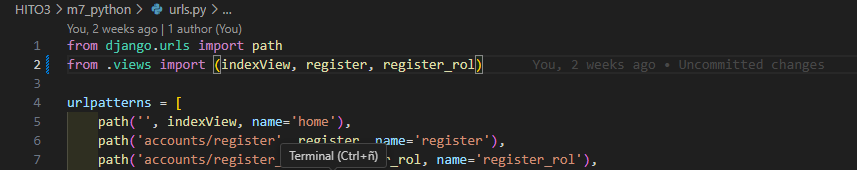 HITO3 > m7_python > urls.py > ...
You, 2 weeks ago | 1 author (You)
1 from django.urls import path
2 from .views import (indexView, register, register_rol) You, 2 weeks ago • Uncommitted changes
3
4 urlpatterns = [
5 path('', indexView, name='home'),
6 path('accounts/register', register, name='register'),
7 path('accounts/register_ er_rol, name='register_rol'),
Terminal (Ctrl+ñ)